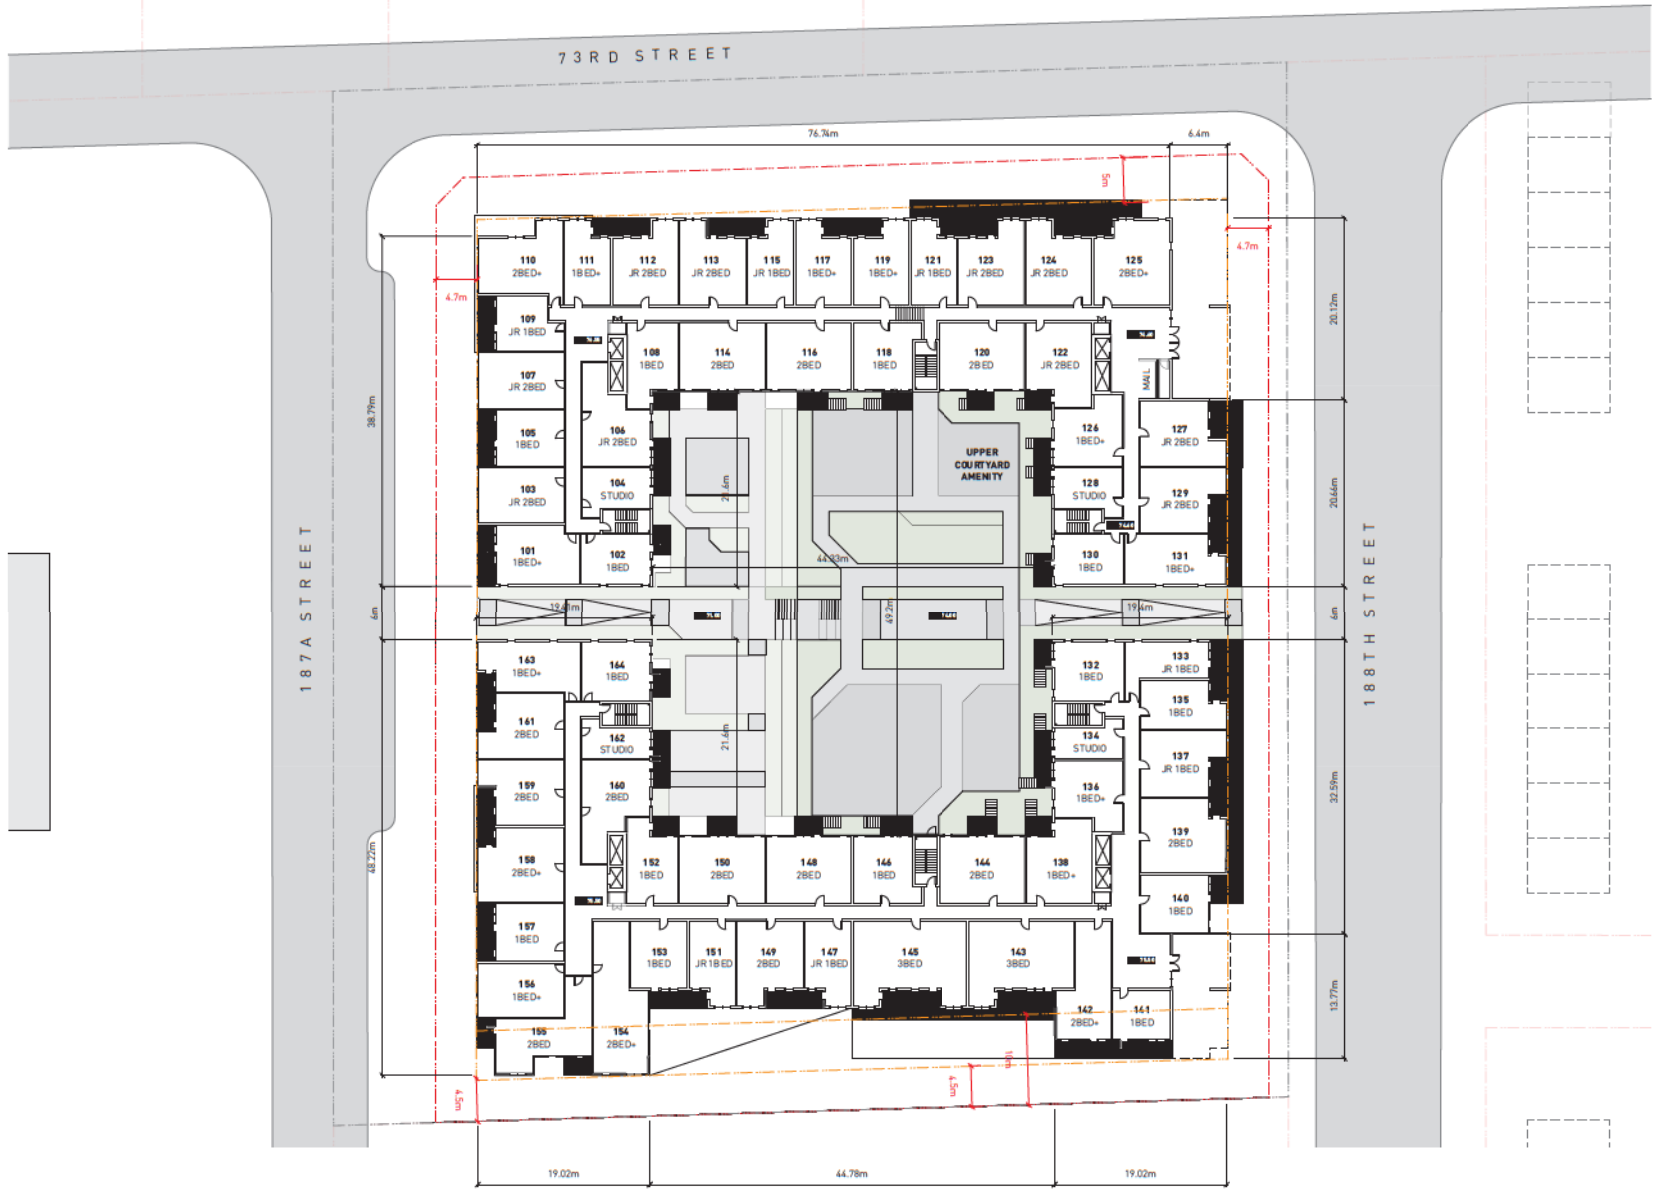 73RD STREET
76.74m
6.4m
5m
4.7m
4.7m
110
2BED+
111
1BED+
112
JR 2BED
113
JR 2BED
115
JR 1BED
117
1BED+
119
1BED+
121
JR 1BED
123
JR 2BED
124
JR 2BED
125
2BED+
109
JR 1BED
108
1BED
114
2BED
116
2BED
118
1BED
120
2BED
122
JR 2BED
MAIL
20.12m
107
JR 2BED
38.79m
105
1BED
106
JR 2BED
126
1BED+
127
JR 2BED
UPPER
COURTYARD
AMENITY
103
JR 2BED
104
STUDIO
21.6m
128
STUDIO
129
JR 2BED
20.66m
101
1BED+
102
1BED
44.33m
130
1BED
131
1BED+
187A STREET
188TH STREET
6m
19.41m
49.2m
19.4m
6m
163
1BED+
164
1BED
132
1BED
133
JR 1BED
161
2BED
162
STUDIO
21.6m
134
STUDIO
135
1BED
137
JR 1BED
159
2BED
160
2BED
136
1BED+
32.59m
139
2BED
158
2BED+
48.22m
152
1BED
150
2BED
148
2BED
146
1BED
144
2BED
138
1BED+
140
1BED
157
1BED
153
1BED
151
JR 1BED
149
2BED
147
JR 1BED
145
3BED
143
3BED
156
1BED+
155
2BED
154
2BED+
142
2BED+
141
1BED
13.77m
10m
4.5m
4.5m
19.02m
44.78m
19.02m